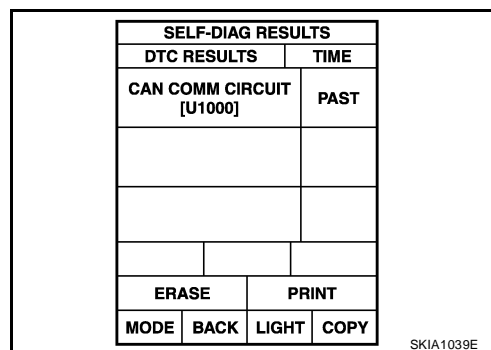 SELF-DIAG RESULTS
DTC RESULTS TIME
CAN COMM CIRCUIT
[U1000] PAST
ERASE PRINT
MODE BACK LIGHT COPY
SKIA1039E